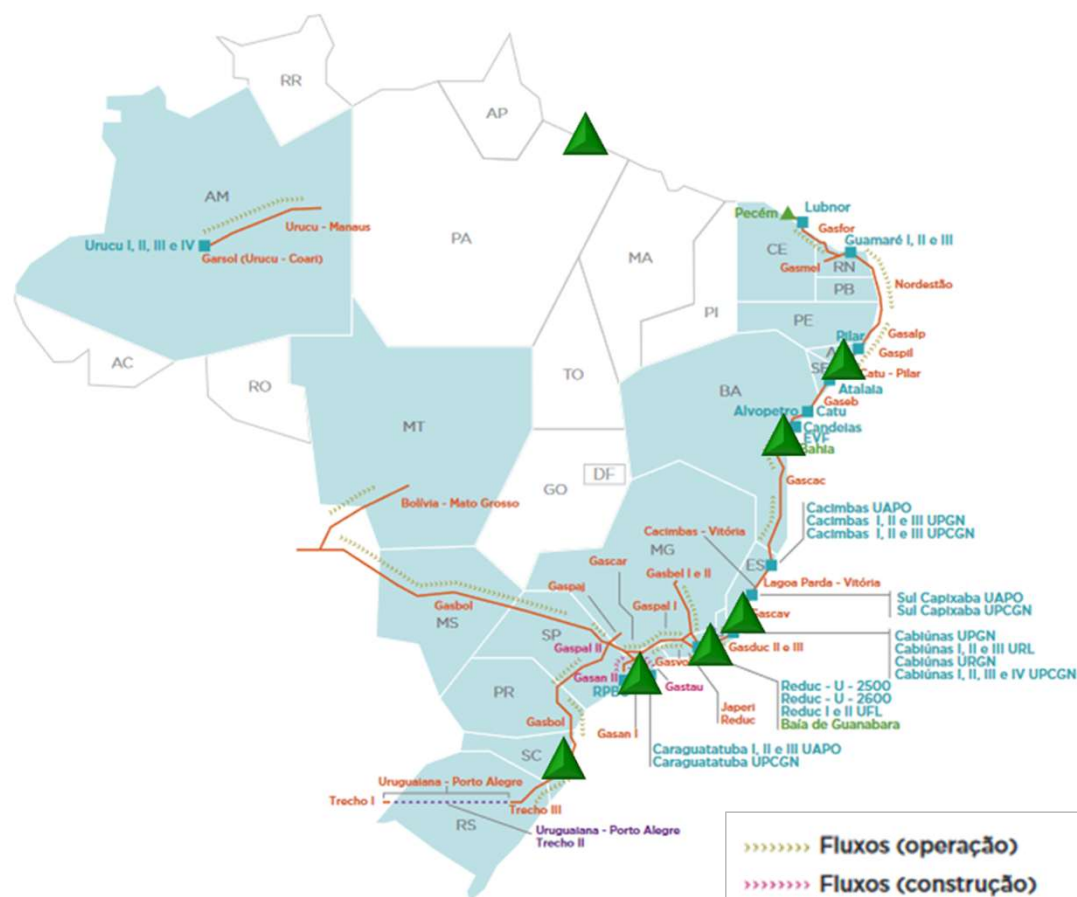 RR
AP
AM
Urucu - Manaus
Urucu I, II, III e IV
Garsol (Urucu - Coari)
PA
MA
Pecém
Lubnor
Gasfor
Guamaré I, II e III
CE
Gasmel
RN
PB
Nordestão
PI
PE
Pilar
Gasalp
Gaspil
Catu - Pilar
Atalaia
Gaseb
AC
RO
TO
BA
Alvopetro
Catu
Candeias
EVF
Bahia
MT
GO
DF
Gascac
Bolívia - Mato Grosso
Cacimbas UAPO
Cacimbas I, II e III UPGN
Cacimbas I, II e III UPCGN
Cacimbas - Vitória
MG
ES
Gascar
Gasbel I e II
Lagoa Parda - Vitória
Gaspaj
Gaspal I
Sul Capixaba UAPO
Sul Capixaba UPCGN
Gasbol
MS
Gascav
SP
Gaspal II
Gasduc II e III
Cabiúnas UPGN
Cabiúnas I, II e III URL
Cabiúnas URGN
Cabiúnas I, II, III e IV UPCGN
Gasan II
Gastau
PR
Reduc - U - 2500
Reduc - U - 2600
Reduc I e II UFL
Baía de Guanabara
Japeri
Reduc
Gasbol
Gasan I
SC
Caraguatatuba I, II e III UAPO
Caraguatatuba UPCGN
Uruguaiana - Porto Alegre
Trecho I
Trecho III
RS
Uruguaiana - Porto Alegre
Trecho II
Fluxos (operação)
Fluxos (construção)